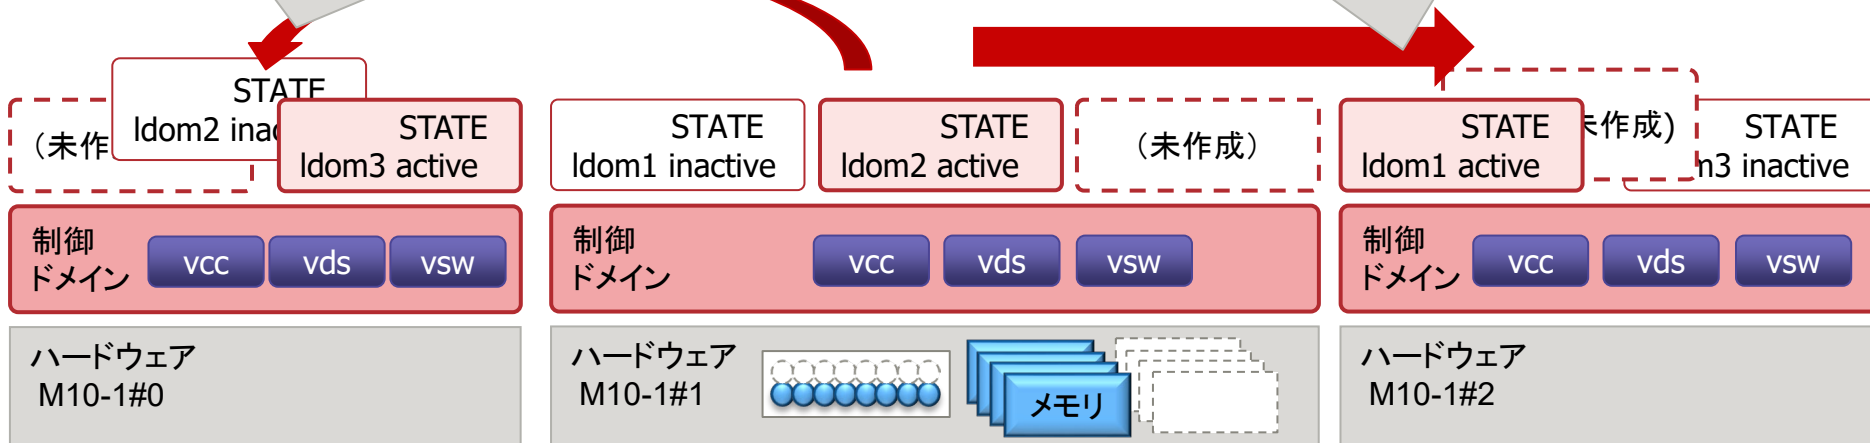 STATE
ldom2 inac
(未作
STATE
ldom3 active
STATE
ldom1 inactive
STATE
ldom2 active
(未作成)
STATE
ldom1 active
作成)
STATE
m3 inactive
制御
ドメイン
vcc
vds
vsw
制御
ドメイン
vcc
vds
vsw
制御
ドメイン
vcc
vds
vsw
ハードウェア
M10-1#0
ハードウェア
M10-1#1
メモリ
ハードウェア
M10-1#2